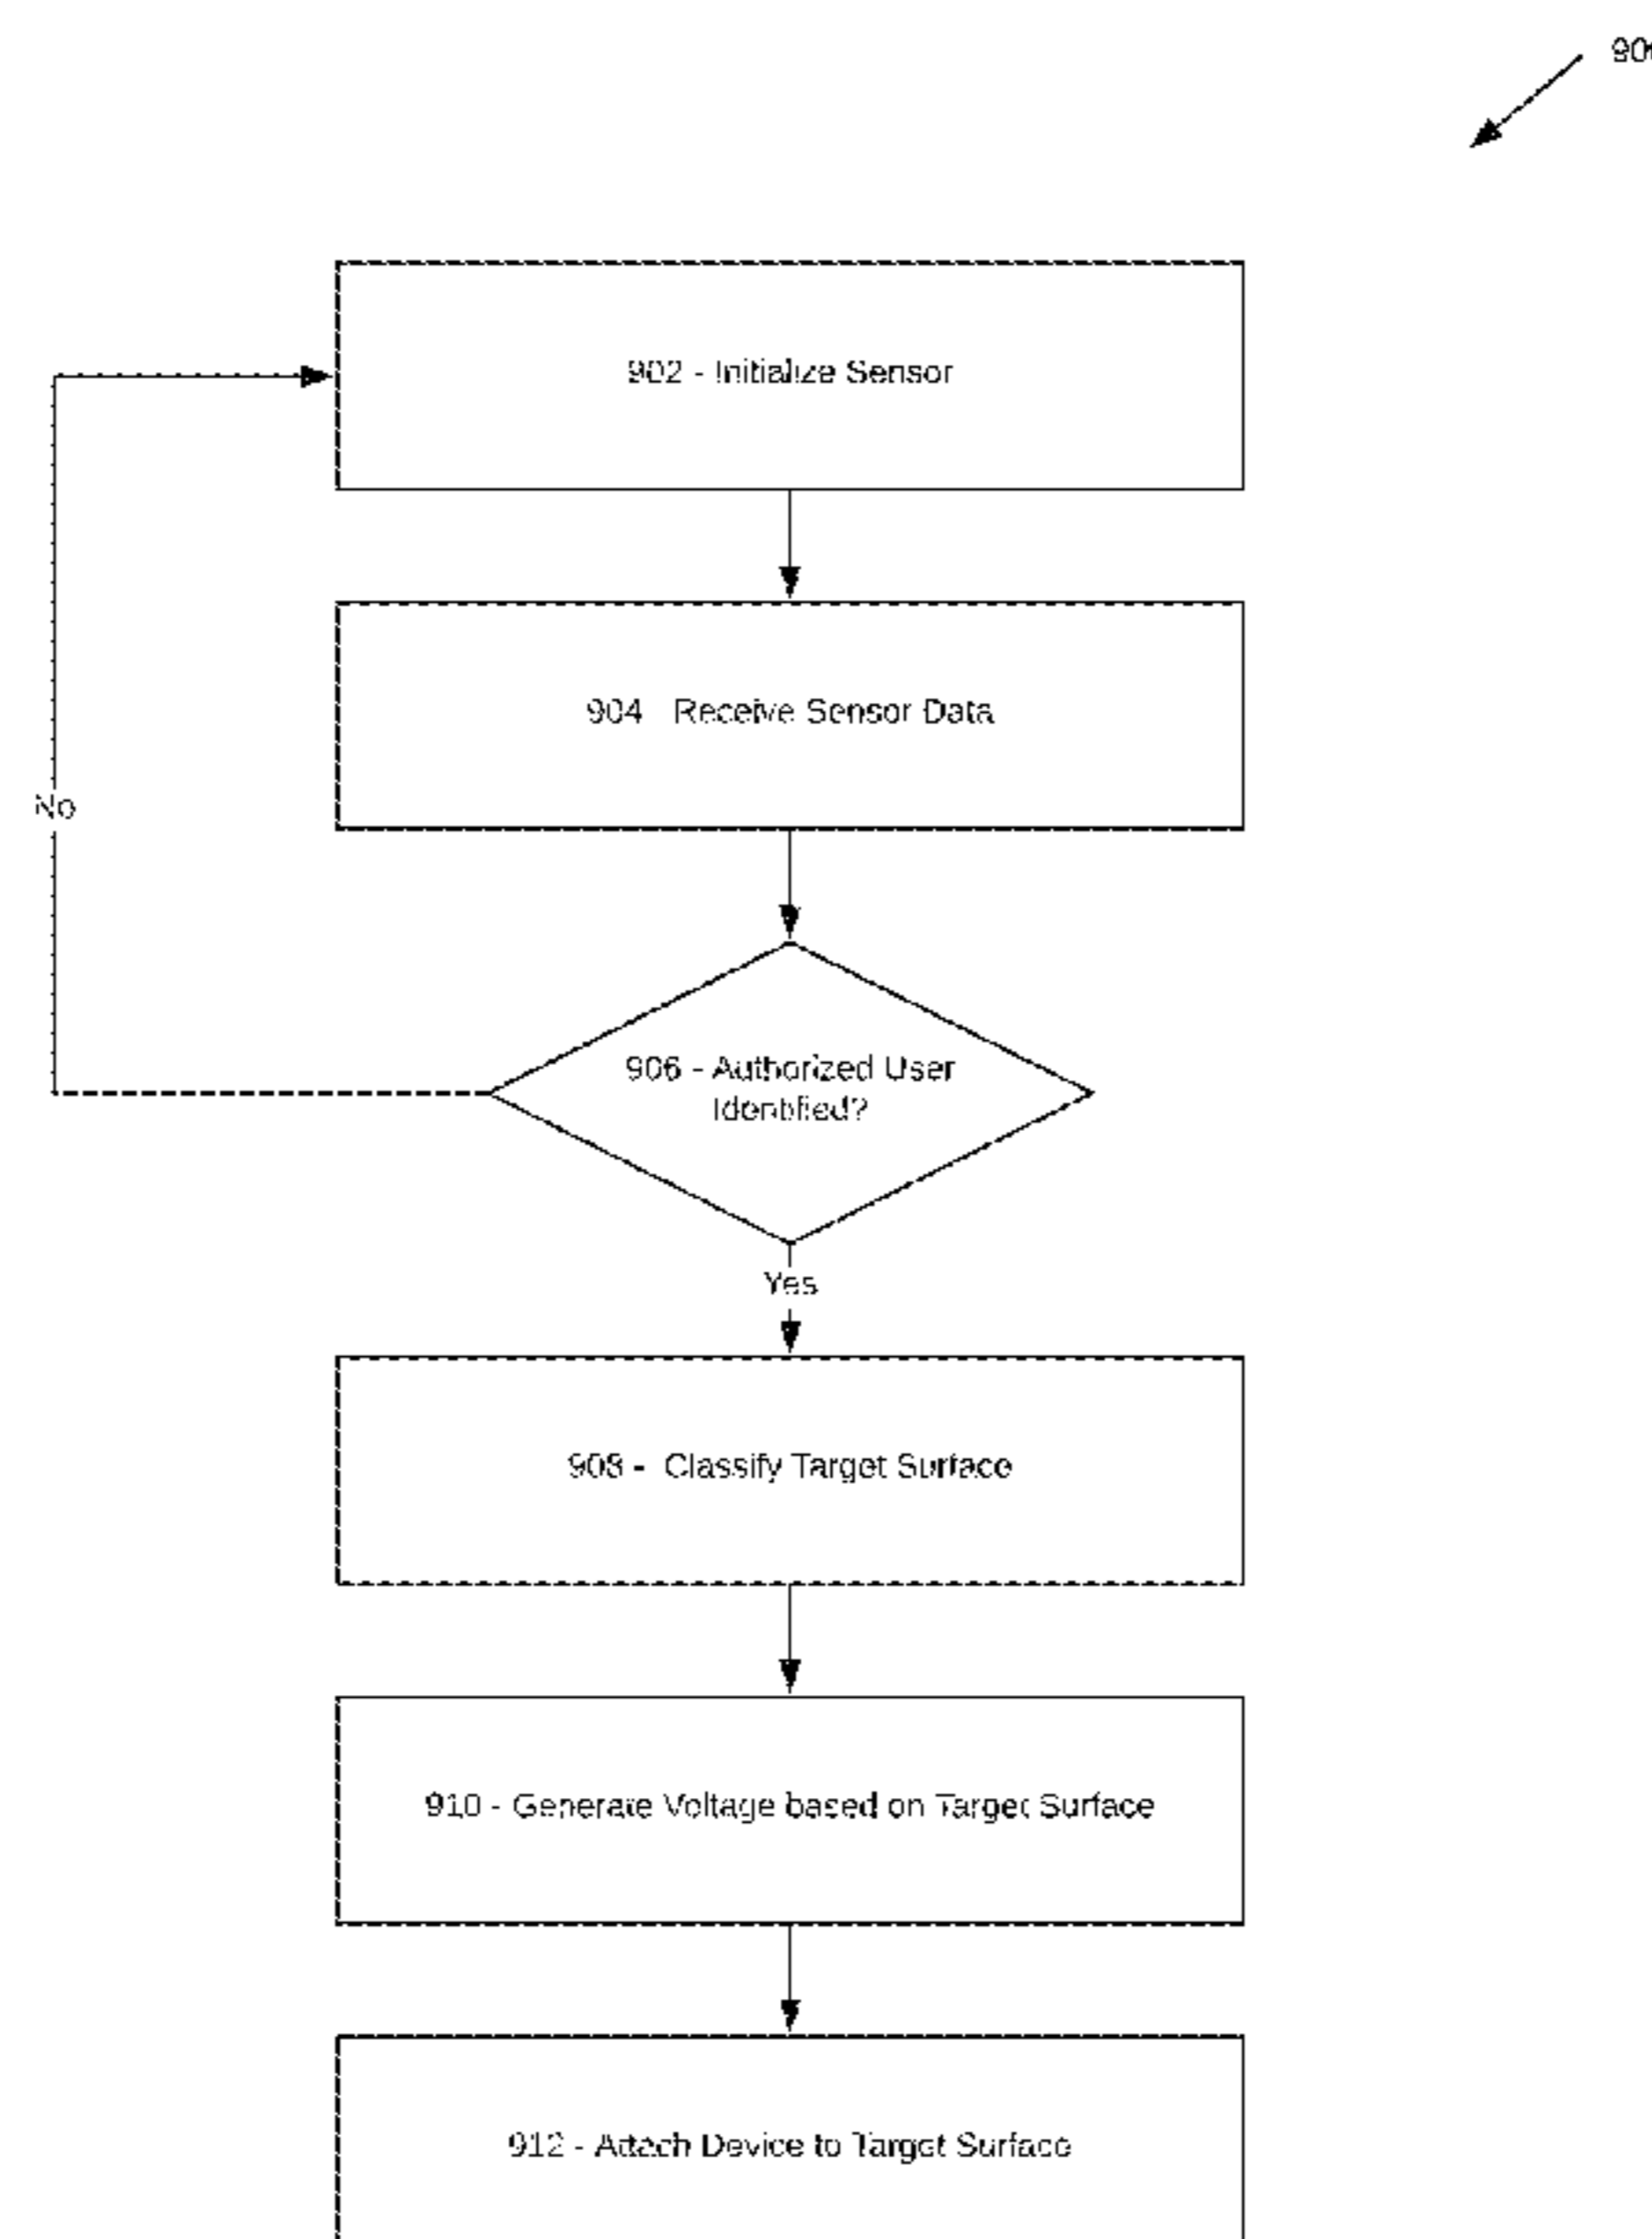 902 - Initialize Sensor
904 - Receive Sensor Data
No
906 - Authorized User
Identified?
Yes
908 - Classify Target Surface
910 - Generate Voltage based on Target Surface
912 - Attach Device to Target Surface